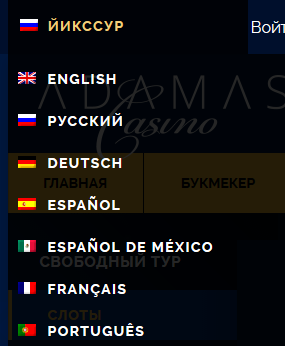 ЙИКССУР
Войт
ENGLISH
ADAMAS
Casino
РУССКИЙ
DEUTSCH
ГЛАВНАЯ
БУКМЕКЕР
ESPAÑOL
ESPAÑOL DE MÉXICO
СВОБОДНЫЙ ТУР
FRANÇAIS
СЛОТЫ
PORTUGUÊS